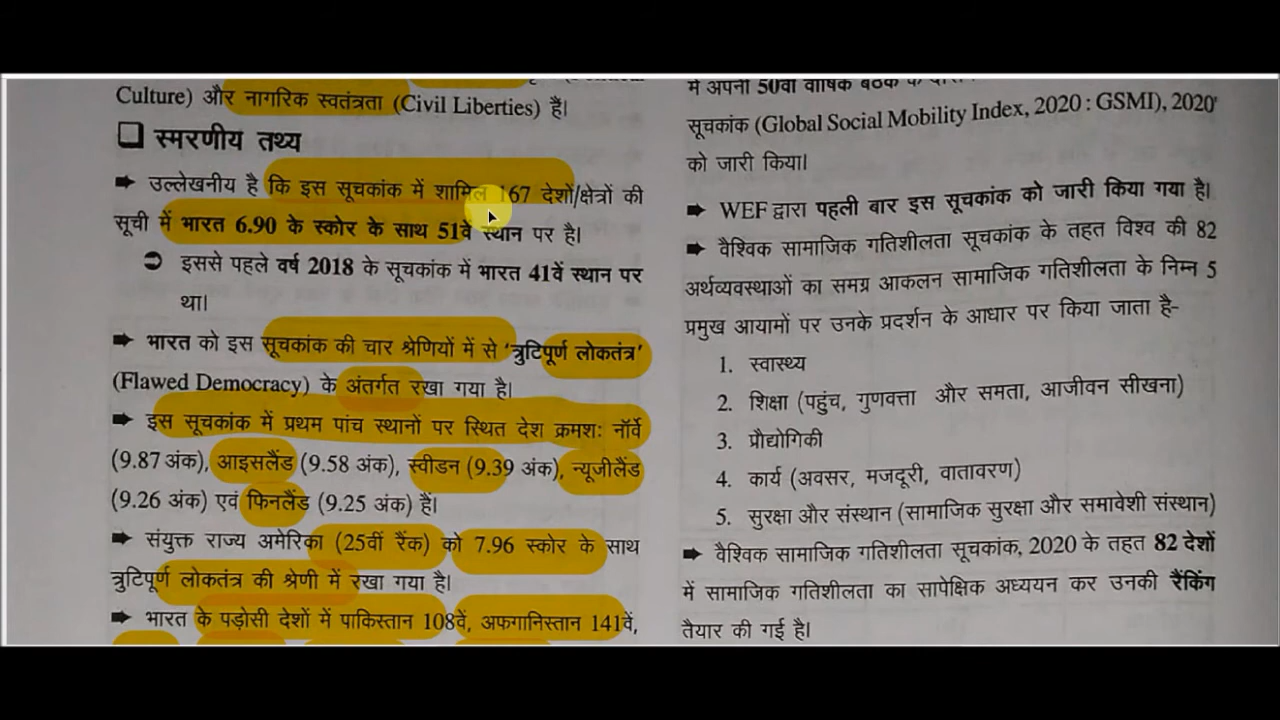 Culture) और नागरिक स्वतंत्रता (Civil Liberties) है।
❑ स्मरणीय तथ्य
➨ उल्लेखनीय है कि इस सूचकांक में शामिल 167 देशों/क्षेत्रों की
सूची में भारत 6.90 के स्कोर के साथ 51वें स्थान पर है।
➲ इससे पहले वर्ष 2018 के सूचकांक में भारत 41वें स्थान पर
था।
➨ भारत को इस सूचकांक की चार श्रेणियों में से ‘त्रुटिपूर्ण लोकतंत्र’
(Flawed Democracy) के अंतर्गत रखा गया है।
➨ इस सूचकांक में प्रथम पांच स्थानों पर स्थित देश क्रमशः नॉर्वे
(9.87 अंक), आइसलैंड (9.58 अंक), स्वीडन (9.39 अंक), न्यूजीलैंड
(9.26 अंक) एवं फिनलैंड (9.25 अंक) हैं।
➨ संयुक्त राज्य अमेरिका (25वीं रैंक) को 7.96 स्कोर के साथ
त्रुटिपूर्ण लोकतंत्र की श्रेणी में रखा गया है।
➨ भारत के पड़ोसी देशों में पाकिस्तान 108वें, अफगानिस्तान 141वें,
में अपनी 50वीं वार्षिक बैठक के
सूचकांक (Global Social Mobility Index, 2020 : GSMI), 2020
को जारी किया।
➨ WEF द्वारा पहली बार इस सूचकांक को जारी किया गया है।
➨ वैश्विक सामाजिक गतिशीलता सूचकांक के तहत विश्व की 82
अर्थव्यवस्थाओं का समग्र आकलन सामाजिक गतिशीलता के निम्न 5
प्रमुख आयामों पर उनके प्रदर्शन के आधार पर किया जाता है-
1. स्वास्थ्य
2. शिक्षा (पहुंच, गुणवत्ता और समता, आजीवन सीखना)
3. प्रौद्योगिकी
4. कार्य (अवसर, मजदूरी, वातावरण)
5. सुरक्षा और संस्थान (सामाजिक सुरक्षा और समावेशी संस्थान)
➨ वैश्विक सामाजिक गतिशीलता सूचकांक, 2020 के तहत 82 देशों
में सामाजिक गतिशीलता का सापेक्षिक अध्ययन कर उनकी रैंकिंग
तैयार की गई है।